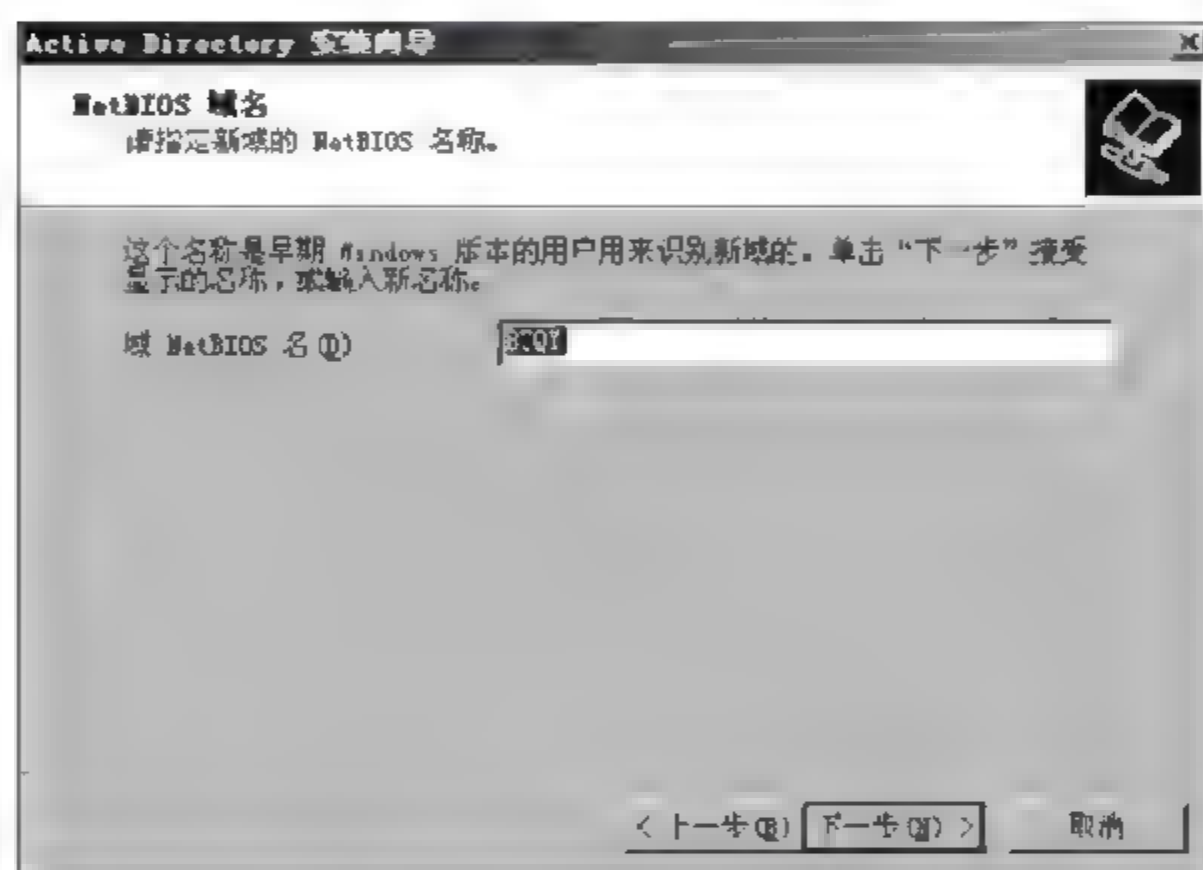 Active Directory 安装向导
NetBIOS 域名
请指定新域的 NetBIOS 名称。
这个名称是早期 Windows 版本的用户用来识别新域的。单击“下一步”接受
显示的名称，或输入新名称。
域 NetBIOS 名(D)
< 上一步(B)
下一步(N) >
取消